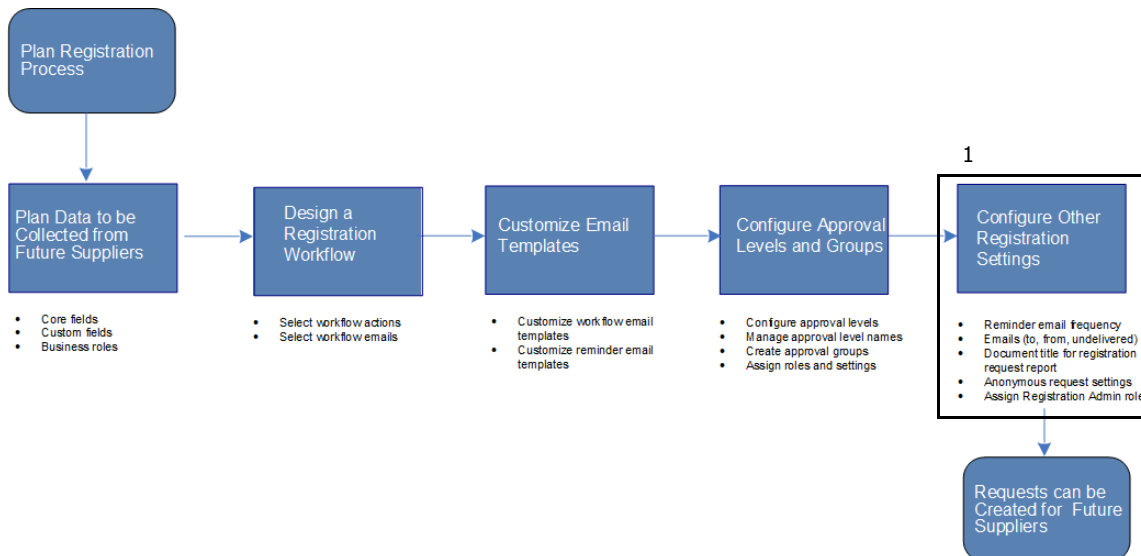 Plan Registration
Process
1
Plan Data to be
Collected from
Future Suppliers
• Core fields
• Custom fields
• Business roles
Design a
Registration
Workflow
• Select workflow actions
• Select workflow emails
Customize Email
Templates
• Customize workflow email
templates
• Customize reminder email
templates
Configure Approval
Levels and Groups
• Configure approval levels
• Manage approval level names
• Create approval groups
• Assign roles and settings
Configure Other
Registration
Settings
• Reminder email frequency
• Emails (to, from, undelivered)
• Document title for registration
request report
• Anonymous request settings
• Assign Registration Admin role
Requests can be
Created for Future
Suppliers